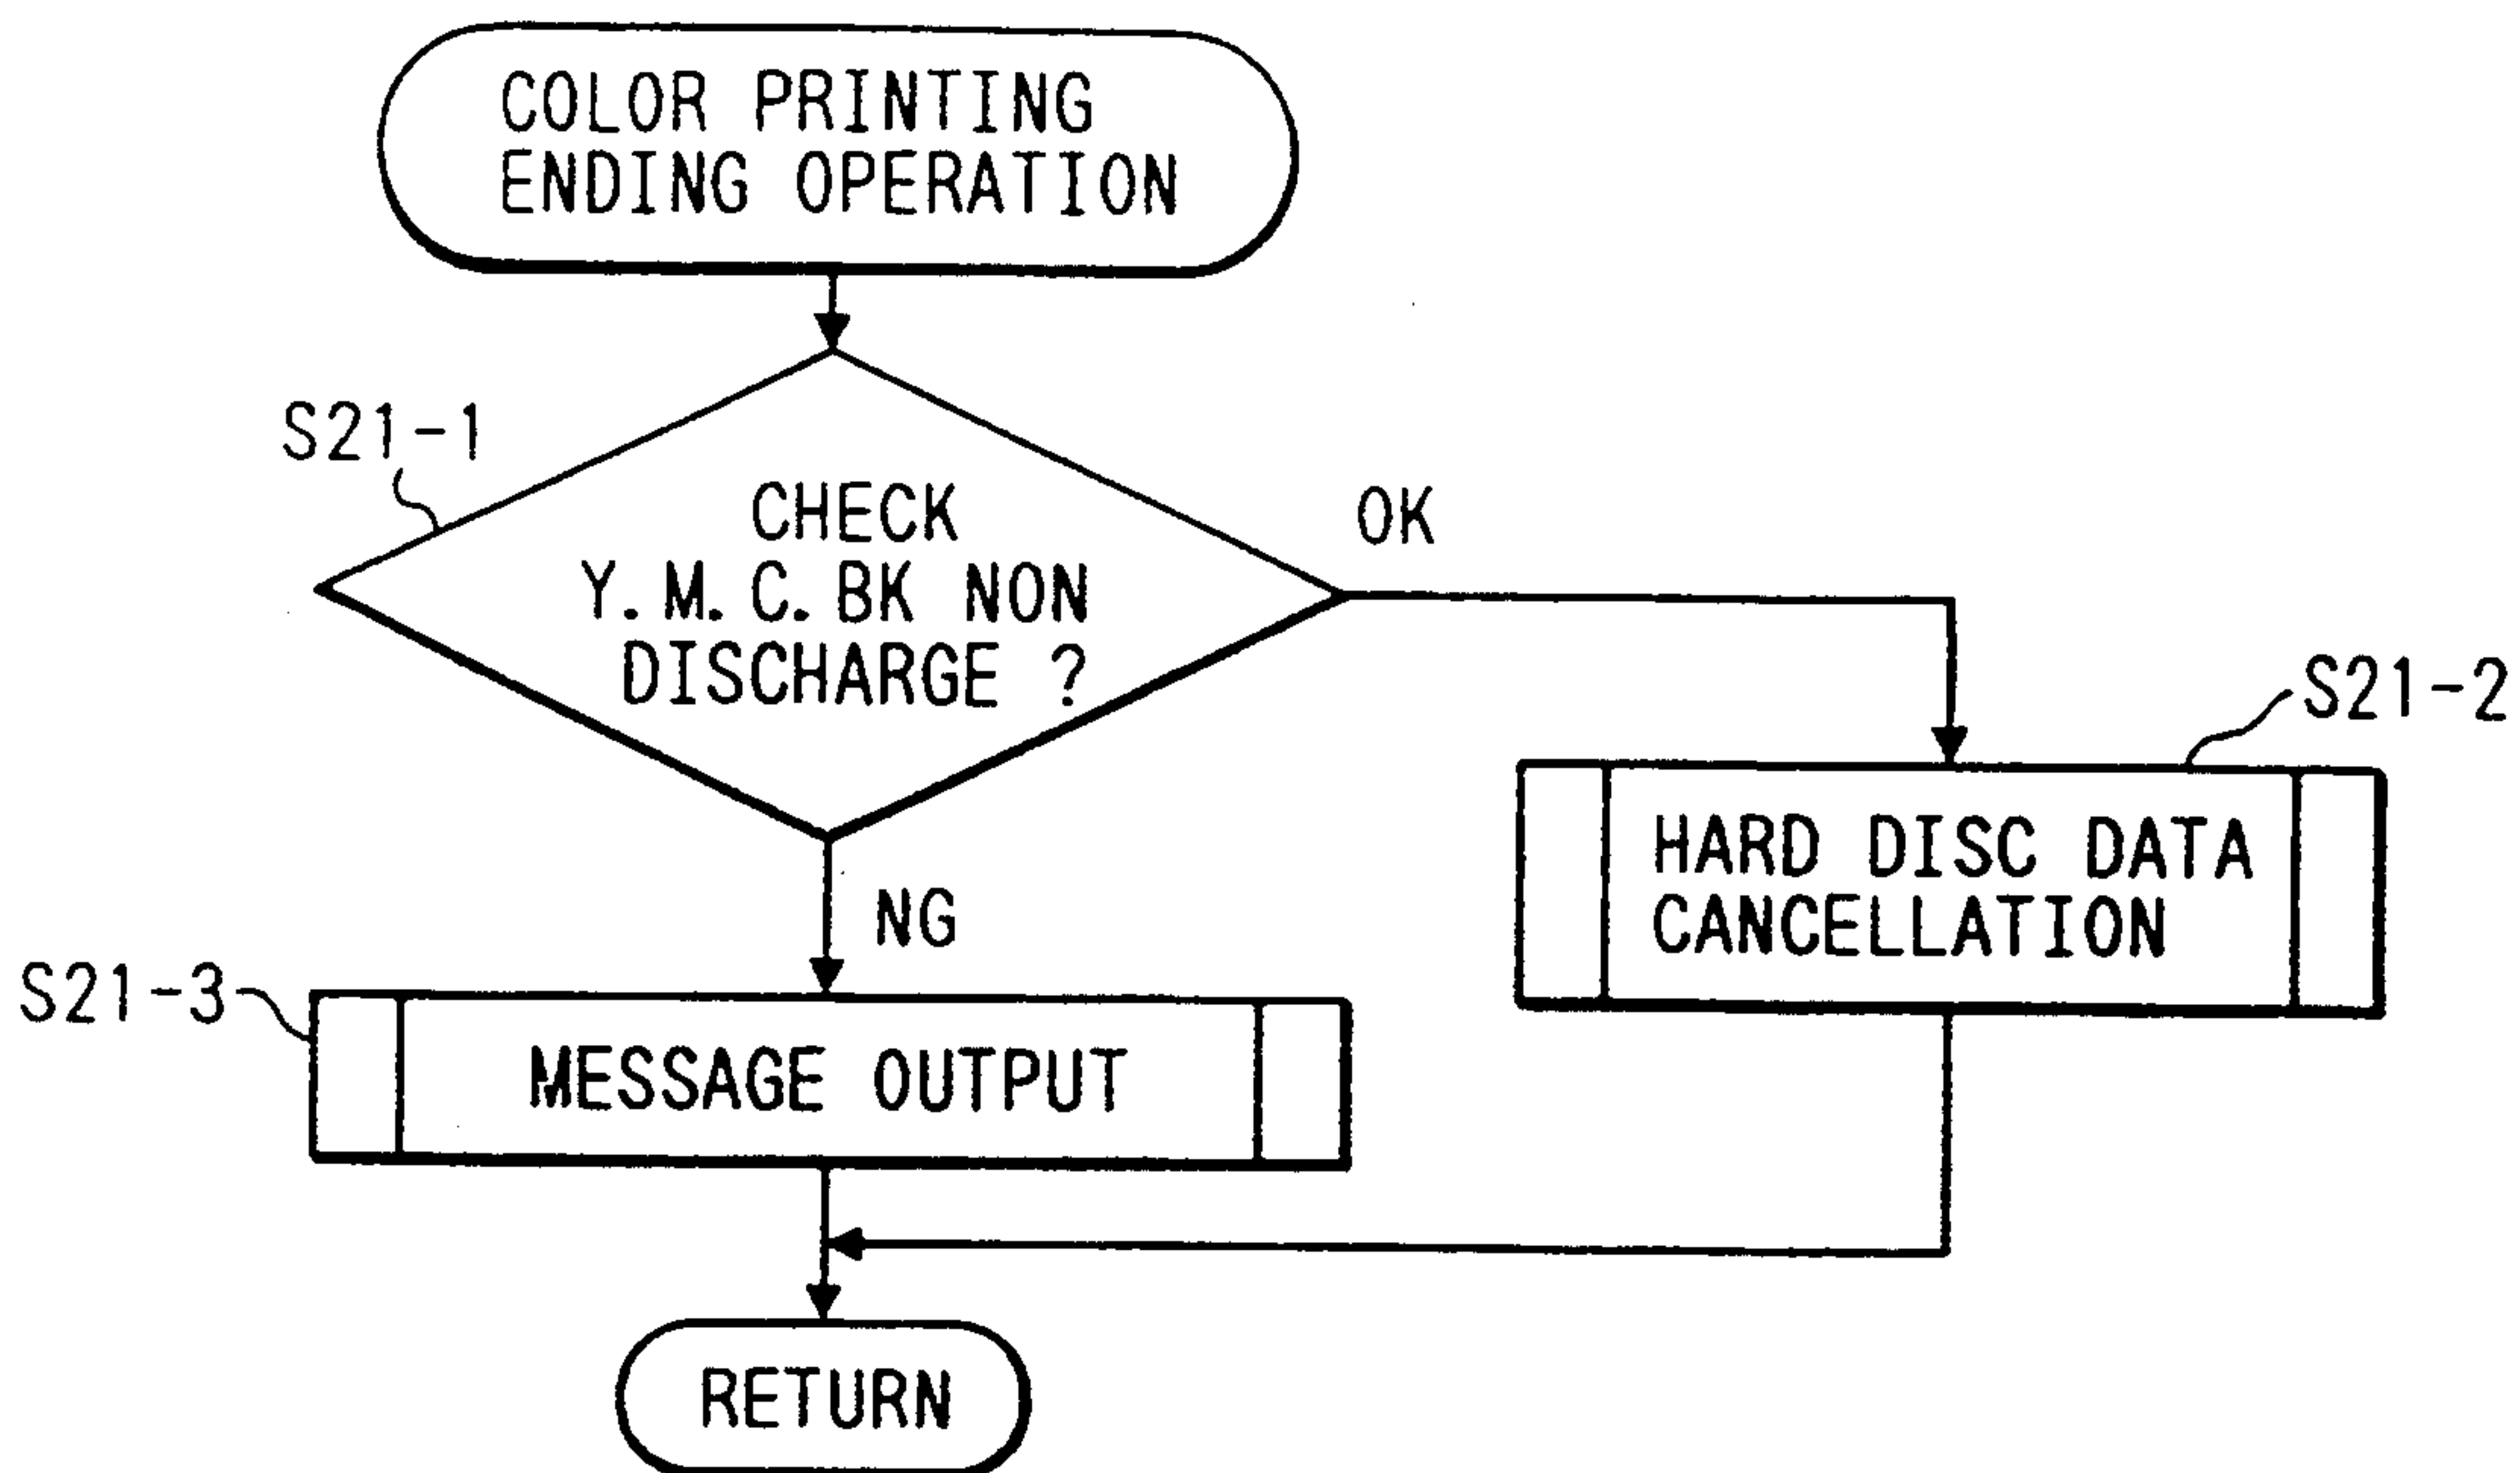 COLOR PRINTING
ENDING OPERATION
S21-1
CHECK
Y.M.C.BK NON
DISCHARGE ?
OK
S21-2
HARD DISC DATA
CANCELLATION
NG
S21-3
MESSAGE OUTPUT
RETURN